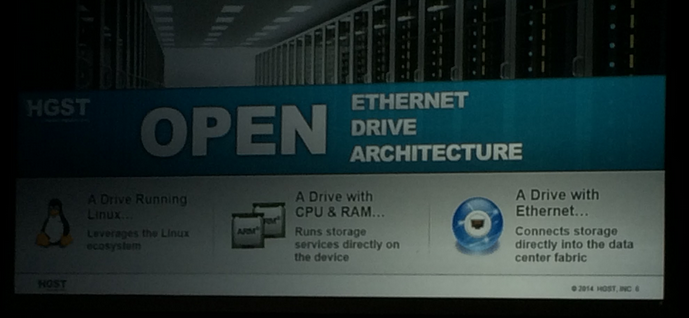 HGST
OPEN
ETHERNET
DRIVE
ARCHITECTURE
A Drive Running
Linux...
Leverages the Linux
ecosystem
ARM
A Drive with
CPU & RAM...
Runs storage
services directly on
the device
A Drive with
Ethernet...
Connects storage
directly into the data
center fabric
HGST
© 2014 HGST, INC 6